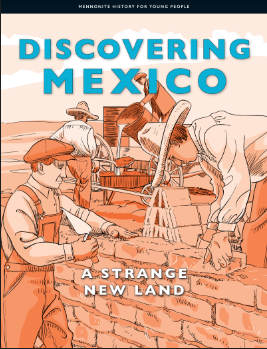 MENNONITE HISTORY FOR YOUNG PEOPLE
DISCOVERING
MEXICO
A STRANGE
NEW LAND